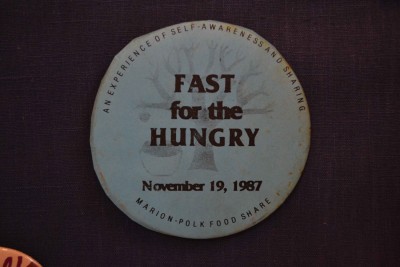 AN EXPERIENCE OF SELF-AWARENESS AND SHARING
FAST
for the
HUNGRY
November 19, 1987
MARION-POLK FOOD SHARE